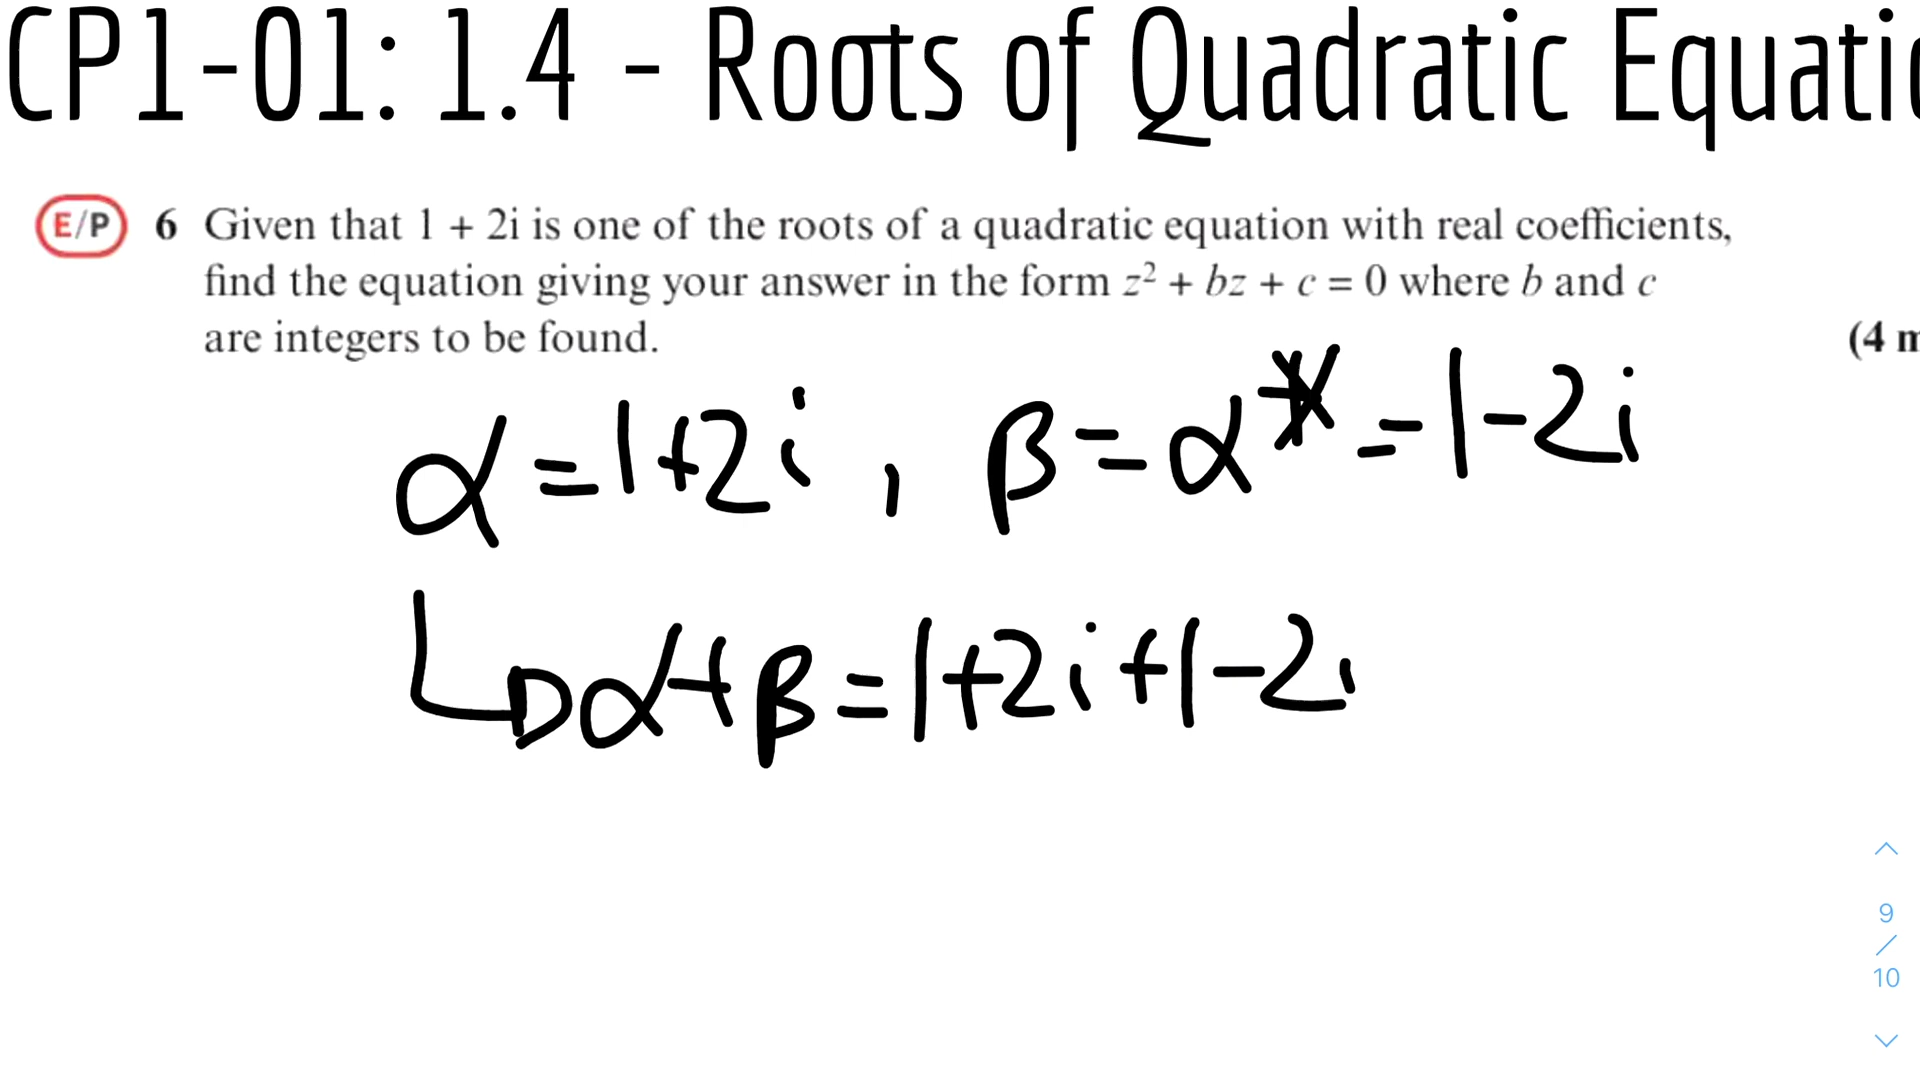 CP1-01: 1.4 - Roots of Quadratic
E/P 6 Given that 1 + 2i is one of the roots of a quadratic equation with real coefficients,
find the equation giving your answer in the form z² + bz + c = 0 where b and c
are integers to be found.
(4
α = 1+2i , β = α* = 1-2i
↳ α+β = 1+2i+1-2i
9
/
10